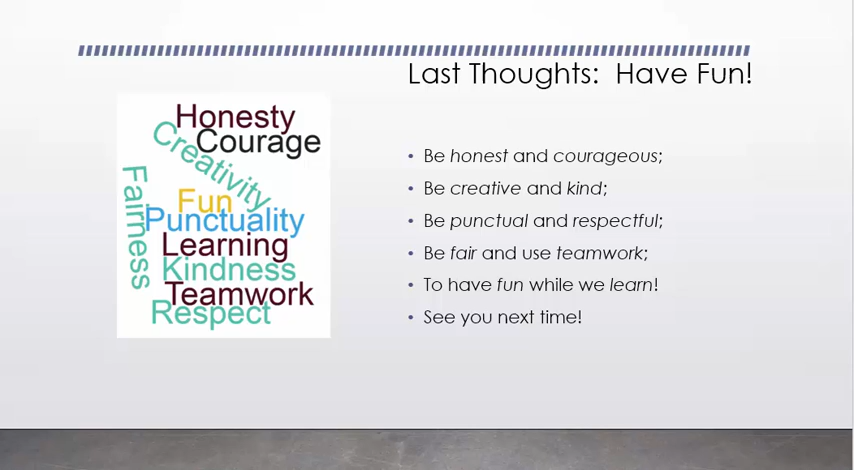 Last Thoughts:  Have Fun!
Honesty
Courage
Creativity
Fairness
Fun
Punctuality
Learning
Kindness
Teamwork
Respect
• Be honest and courageous;
• Be creative and kind;
• Be punctual and respectful;
• Be fair and use teamwork;
• To have fun while we learn!
• See you next time!